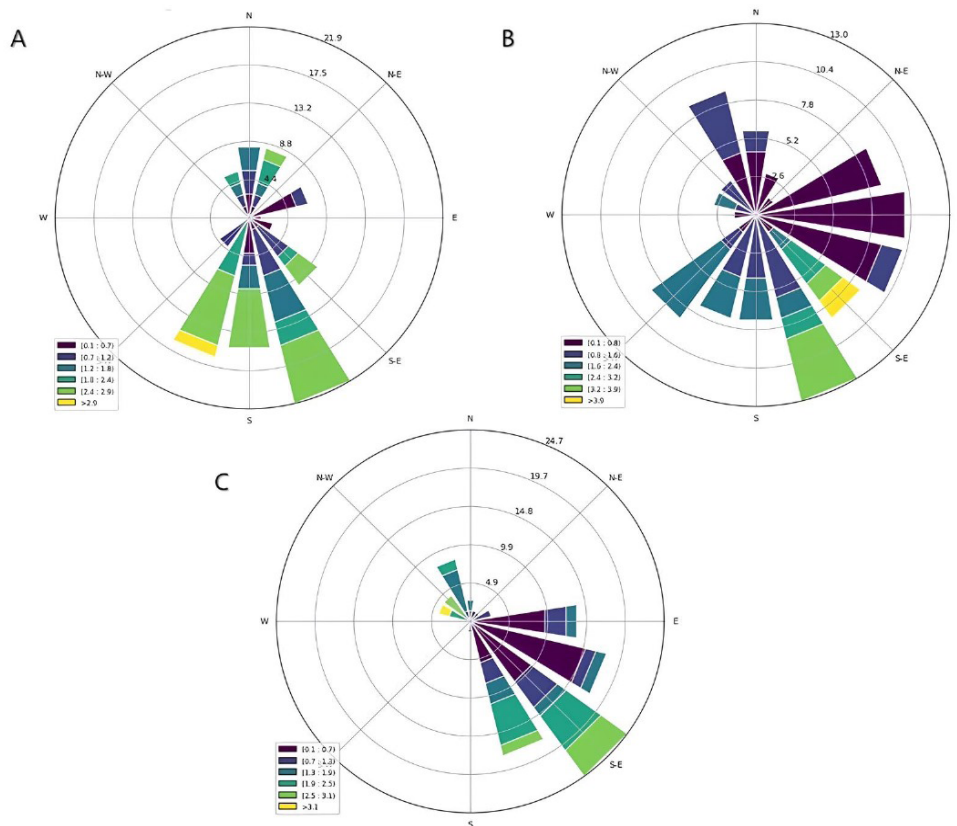 A
N
21.9
N-W
17.5
N-E
13.2
8.8
4.4
W
E
[0.1 : 0.7)
[0.7 : 1.2)
[1.2 : 1.8)
[1.8 : 2.4)
[2.4 : 2.9)
>2.9
S-E
S
B
N
13.0
N-W
10.4
N-E
7.8
5.2
2.6
W
E
[0.1 : 0.8)
[0.8 : 1.6)
[1.6 : 2.4)
[2.4 : 3.2)
[3.2 : 3.9)
>3.9
S-E
S
C
N
24.7
N-W
19.7
N-E
14.8
9.9
4.9
W
E
[0.1 : 0.7)
[0.7 : 1.3)
[1.3 : 1.9)
[1.9 : 2.5)
[2.5 : 3.1)
>3.1
S-E
S